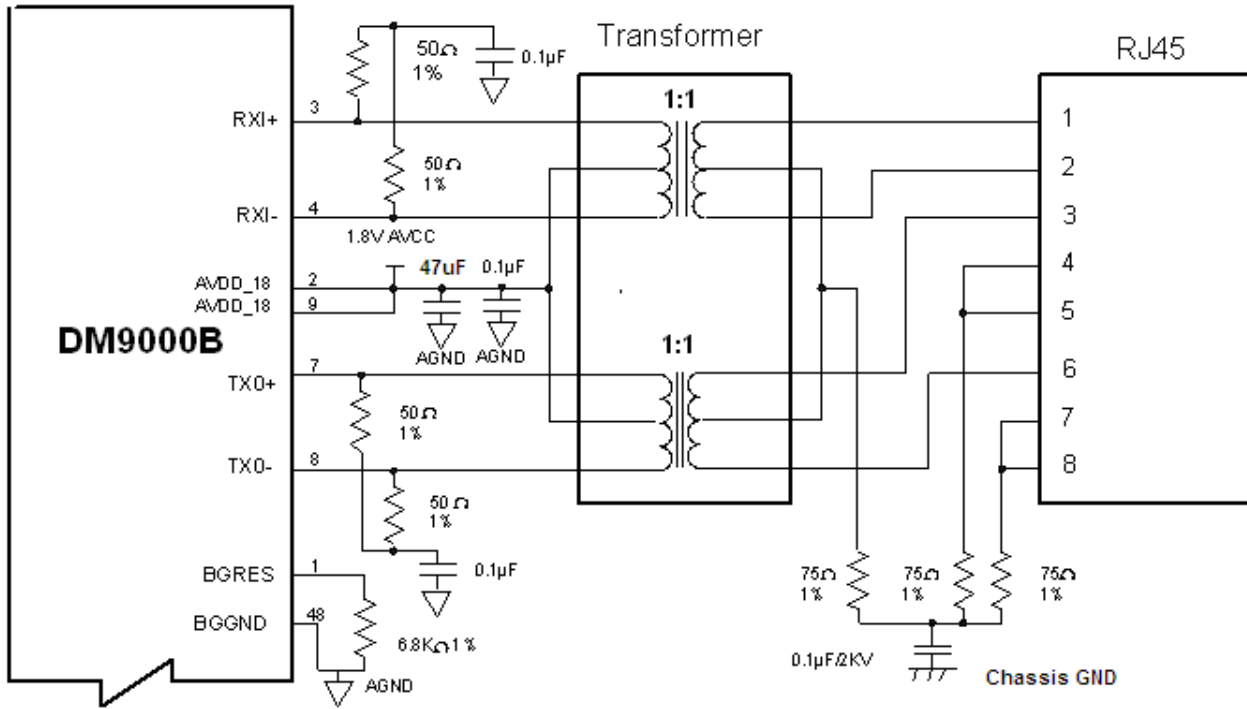 Transformer
RJ45
50Ω
1%
0.1µF
1:1
RXI+
3
1
50Ω
1%
2
RXI-
4
3
1.8V AVCC
4
AVDD_18
2
47uF
0.1µF
AVDD_18
9
5
DM9000B
AGND
AGND
1:1
6
TX0+
7
50Ω
1%
7
TX0-
8
8
50Ω
1%
BGRES
1
0.1µF
75Ω
1%
75Ω
1%
75Ω
1%
BGGND
48
6.8KΩ 1%
AGND
0.1µF/2KV
Chassis GND